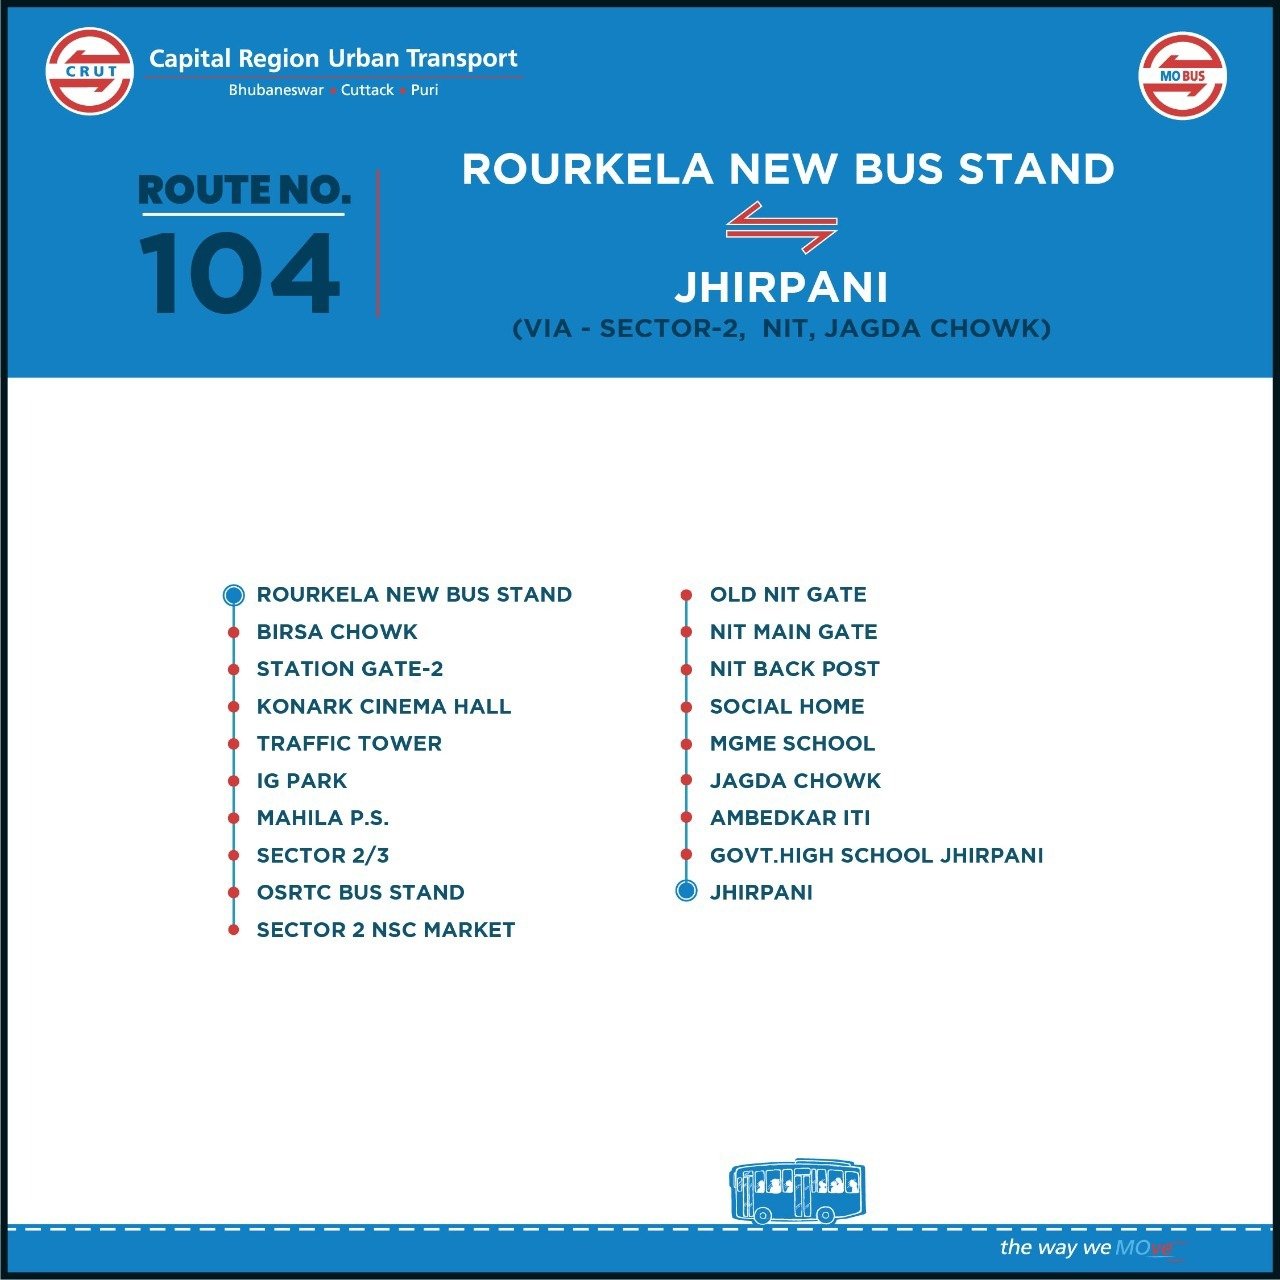 CRUT
Capital Region Urban Transport
Bhubaneswar • Cuttack • Puri
MO BUS
ROUTE NO.
104
ROURKELA NEW BUS STAND
JHIRPANI
(VIA - SECTOR-2, NIT, JAGDA CHOWK)
ROURKELA NEW BUS STAND
BIRSA CHOWK
STATION GATE-2
KONARK CINEMA HALL
TRAFFIC TOWER
IG PARK
MAHILA P.S.
SECTOR 2/3
OSRTC BUS STAND
SECTOR 2 NSC MARKET
OLD NIT GATE
NIT MAIN GATE
NIT BACK POST
SOCIAL HOME
MGME SCHOOL
JAGDA CHOWK
AMBEDKAR ITI
GOVT.HIGH SCHOOL JHIRPANI
JHIRPANI
the way we MOve